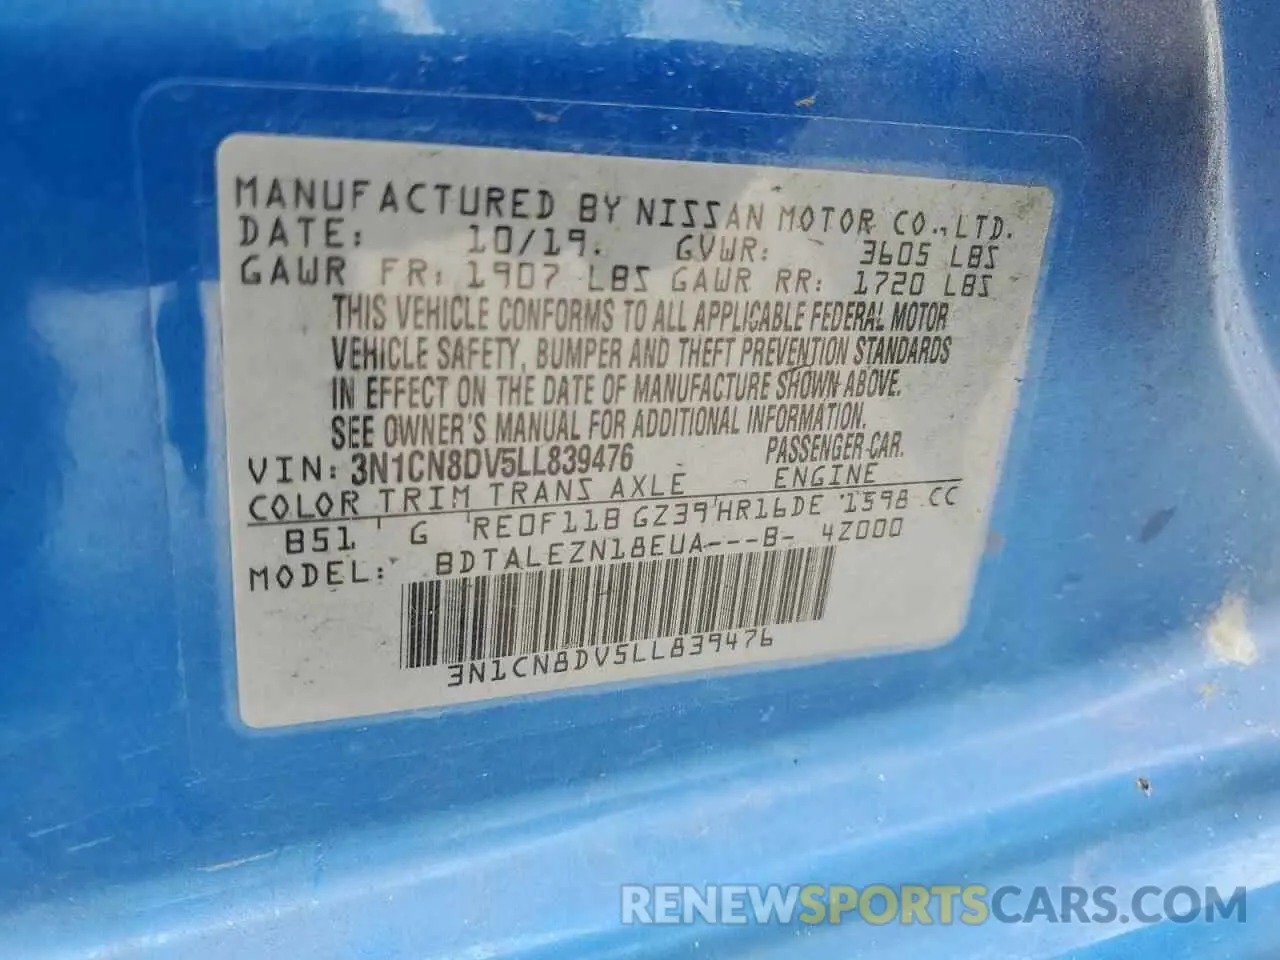 MANUFACTURED BY NISSAN MOTOR CO.,LTD.
DATE: 10/19. GVWR: 3605 LBS
GAWR FR: 1907 LBS GAWR RR: 1720 LBS
THIS VEHICLE CONFORMS TO ALL APPLICABLE FEDERAL MOTOR
VEHICLE SAFETY, BUMPER AND THEFT PREVENTION STANDARDS
IN EFFECT ON THE DATE OF MANUFACTURE SHOWN ABOVE.
SEE OWNER'S MANUAL FOR ADDITIONAL INFORMATION.
VIN: 3N1CN8DV5LL839476 PASSENGER CAR.
COLOR TRIM TRANS AXLE ENGINE
B51 G RE0F11B GZ39 HR16DE 1598 CC
MODEL: BDTALEZN18EUA---B- 4Z000
3N1CN8DV5LL839476
RENEWSPORTSCARS.COM